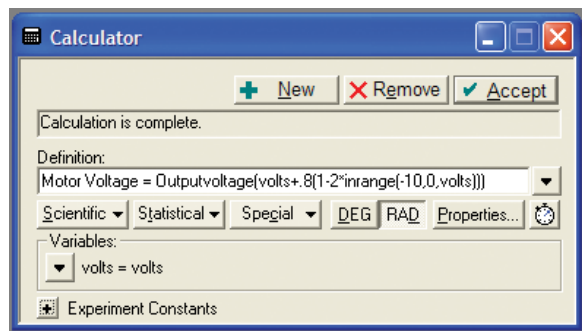 Calculator
New Remove Accept
Calculation is complete.
Definition:
Motor Voltage = Outputvoltage(volts+.8(1-2*inrange(-10,0,volts)))
Scientific Statistical Special DEG RAD Properties...
Variables:
volts = volts
Experiment Constants